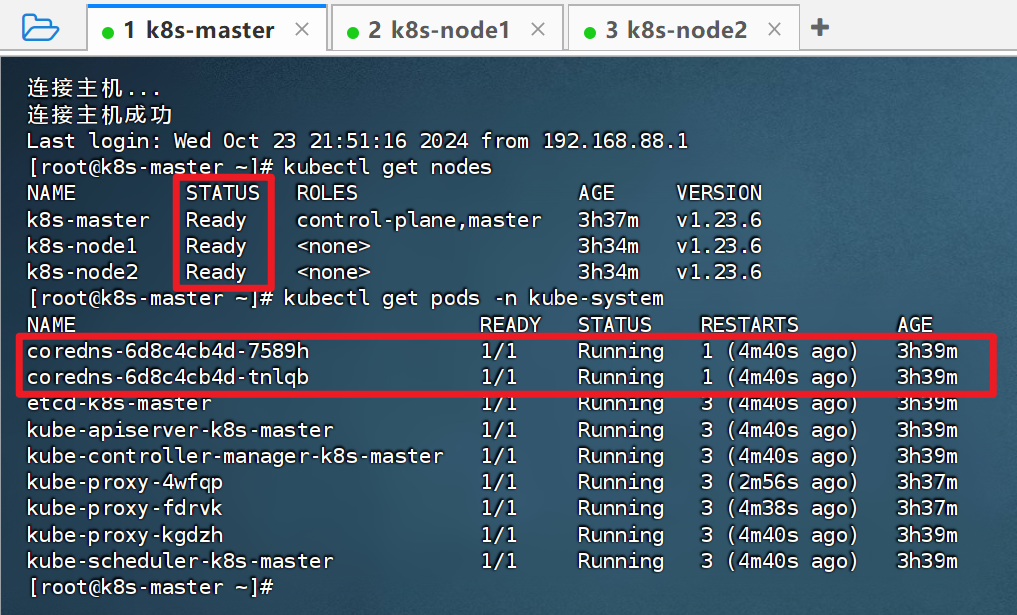 1 k8s-master × 2 k8s-node1 × 3 k8s-node2 × +
连接主机...
连接主机成功
Last login: Wed Oct 23 21:51:16 2024 from 192.168.88.1
[root@k8s-master ~]# kubectl get nodes
NAME STATUS ROLES AGE VERSION
k8s-master Ready control-plane,master 3h37m v1.23.6
k8s-node1 Ready <none> 3h34m v1.23.6
k8s-node2 Ready <none> 3h34m v1.23.6
[root@k8s-master ~]# kubectl get pods -n kube-system
NAME READY STATUS RESTARTS AGE
coredns-6d8c4cb4d-7589h 1/1 Running 1 (4m40s ago) 3h39m
coredns-6d8c4cb4d-tnlqb 1/1 Running 1 (4m40s ago) 3h39m
etcd-k8s-master 1/1 Running 3 (4m40s ago) 3h39m
kube-apiserver-k8s-master 1/1 Running 3 (4m40s ago) 3h39m
kube-controller-manager-k8s-master 1/1 Running 3 (4m40s ago) 3h39m
kube-proxy-4wfqp 1/1 Running 3 (2m56s ago) 3h37m
kube-proxy-fdrvk 1/1 Running 3 (4m38s ago) 3h37m
kube-proxy-kgdzh 1/1 Running 3 (4m40s ago) 3h39m
kube-scheduler-k8s-master 1/1 Running 3 (4m40s ago) 3h39m
[root@k8s-master ~]#